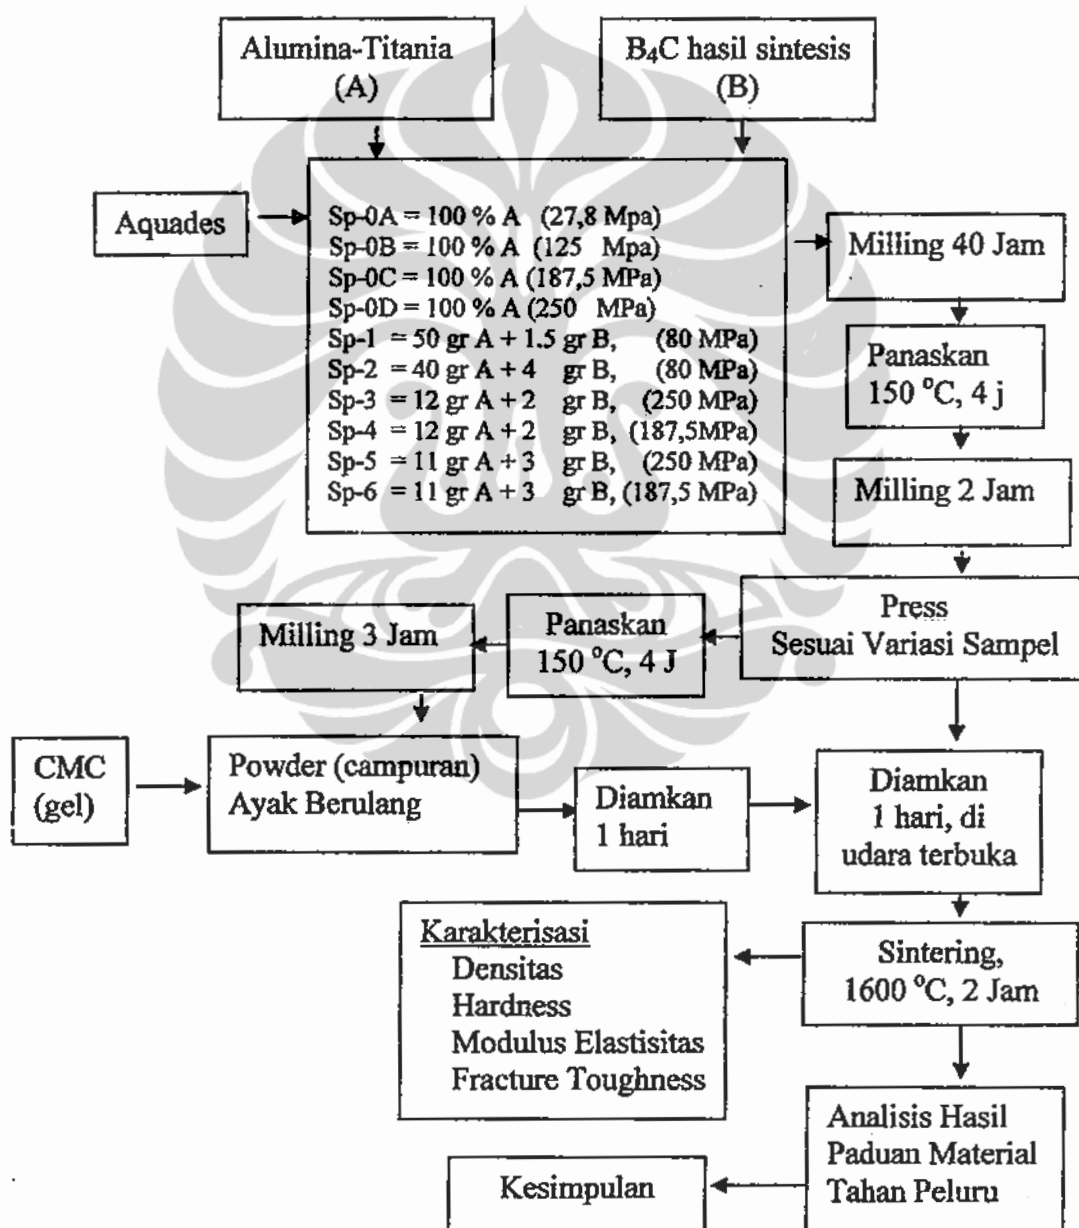 Alumina-Titania
(A)
B₄C hasil sintesis
(B)
Aquades
Sp-0A = 100 % A (27,8 Mpa)
Sp-0B = 100 % A (125 Mpa)
Sp-0C = 100 % A (187,5 MPa)
Sp-0D = 100 % A (250 MPa)
Sp-1 = 50 gr A + 1.5 gr B, (80 MPa)
Sp-2 = 40 gr A + 4 gr B, (80 MPa)
Sp-3 = 12 gr A + 2 gr B, (250 MPa)
Sp-4 = 12 gr A + 2 gr B, (187,5MPa)
Sp-5 = 11 gr A + 3 gr B, (250 MPa)
Sp-6 = 11 gr A + 3 gr B, (187,5 MPa)
Milling 40 Jam
Panaskan
150 °C, 4 j
Milling 2 Jam
Press
Sesuai Variasi Sampel
Panaskan
150 °C, 4 J
Milling 3 Jam
CMC
(gel)
Powder (campuran)
Ayak Berulang
Diamkan
1 hari
Diamkan
1 hari, di
udara terbuka
Sintering,
1600 °C, 2 Jam
Karakterisasi
Densitas
Hardness
Modulus Elastisitas
Fracture Toughness
Analisis Hasil
Paduan Material
Tahan Peluru
Kesimpulan